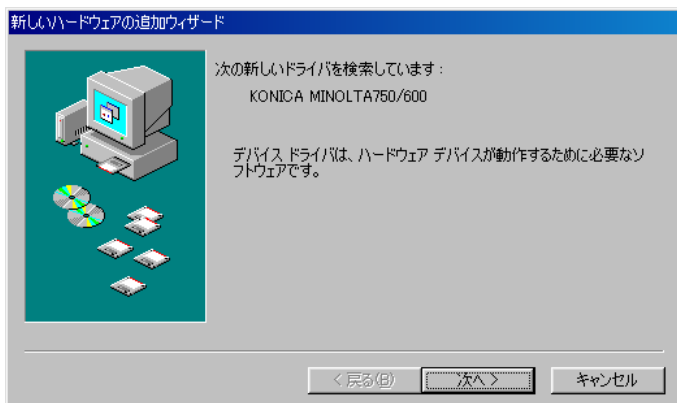 新しいハードウェアの追加ウィザード
次の新しいドライバを検索しています：
KONICA MINOLTA750/600
デバイス ドライバは、ハードウェア デバイスが動作するために必要なソ
フトウェアです。
< 戻る(B)
次へ >
キャンセル